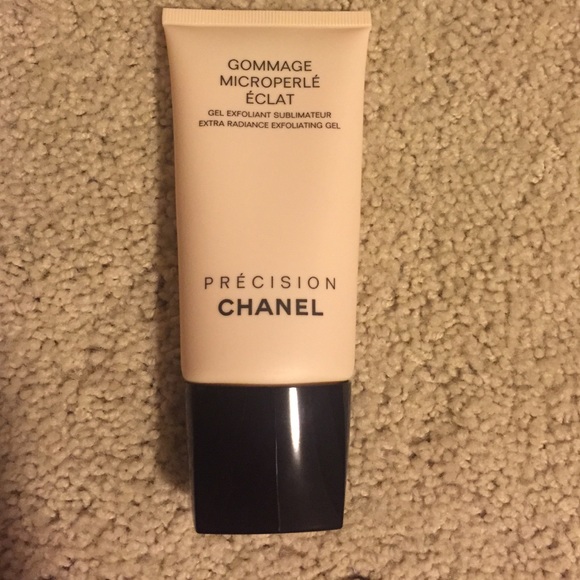 GOMMAGE
MICROPERLÉ
ÉCLAT
GEL EXFOLIANT SUBLIMATEUR
EXTRA RADIANCE EXFOLIATING GEL
PRÉCISION
CHANEL